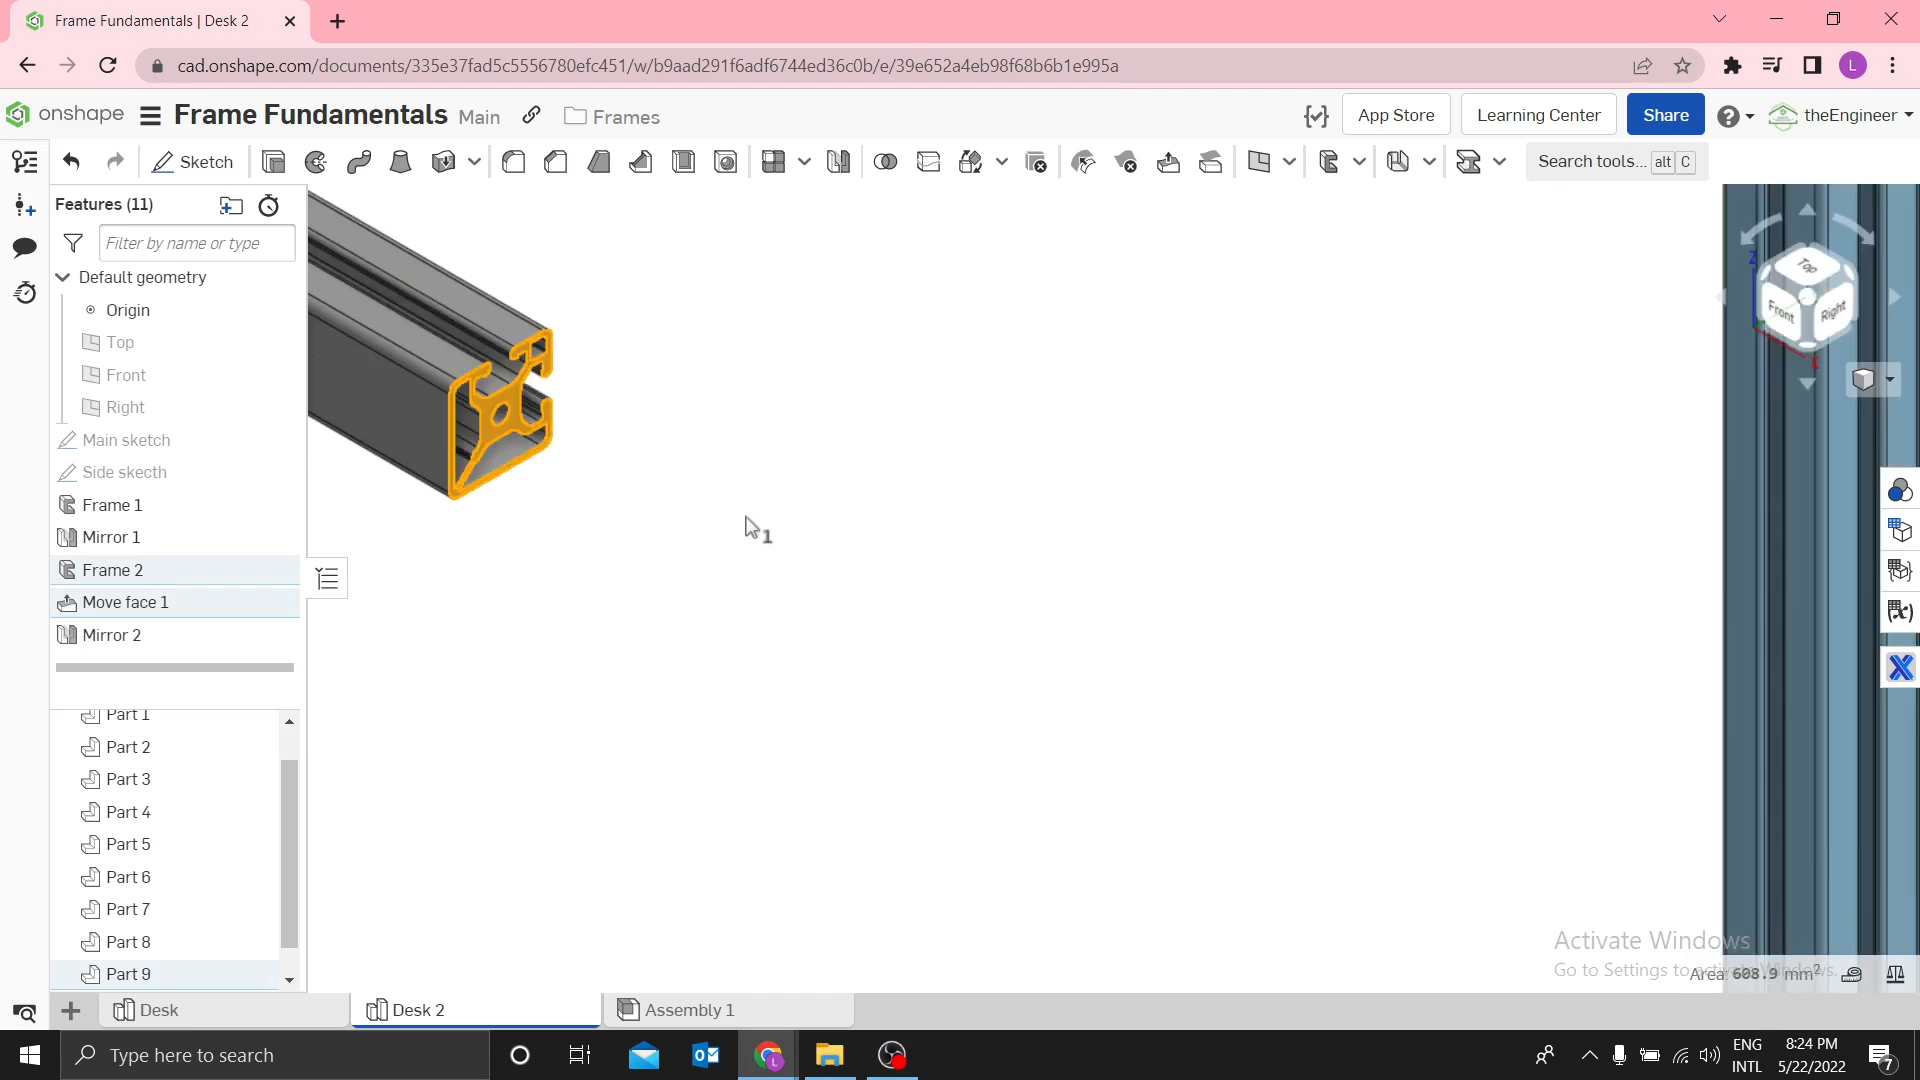 Frame Fundamentals | Desk 2
cad.onshape.com/documents/335e37fad5c5556780efc451/w/b9aad291f6adf6744ed36c0b/e/39e652a4eb98f68b6b1e995a
L
onshape Frame Fundamentals Main Frames
App Store Learning Center Share theEngineer
Sketch
Search tools... alt C
Features (11)
Filter by name or type
Default geometry
Origin
Top
Front
Right
Main sketch
Side skecth
Frame 1
Mirror 1
Frame 2
Move face 1
Mirror 2
Part 1
Part 2
Part 3
Part 4
Part 5
Part 6
Part 7
Part 8
Part 9
1
Z
Top
Front
Right
X
Activate Windows
Go to Settings to activate Windows.
Area: 608.9 mm²
Desk
Desk 2
Assembly 1
Type here to search
L
ENG
INTL
8:24 PM
5/22/2022
7